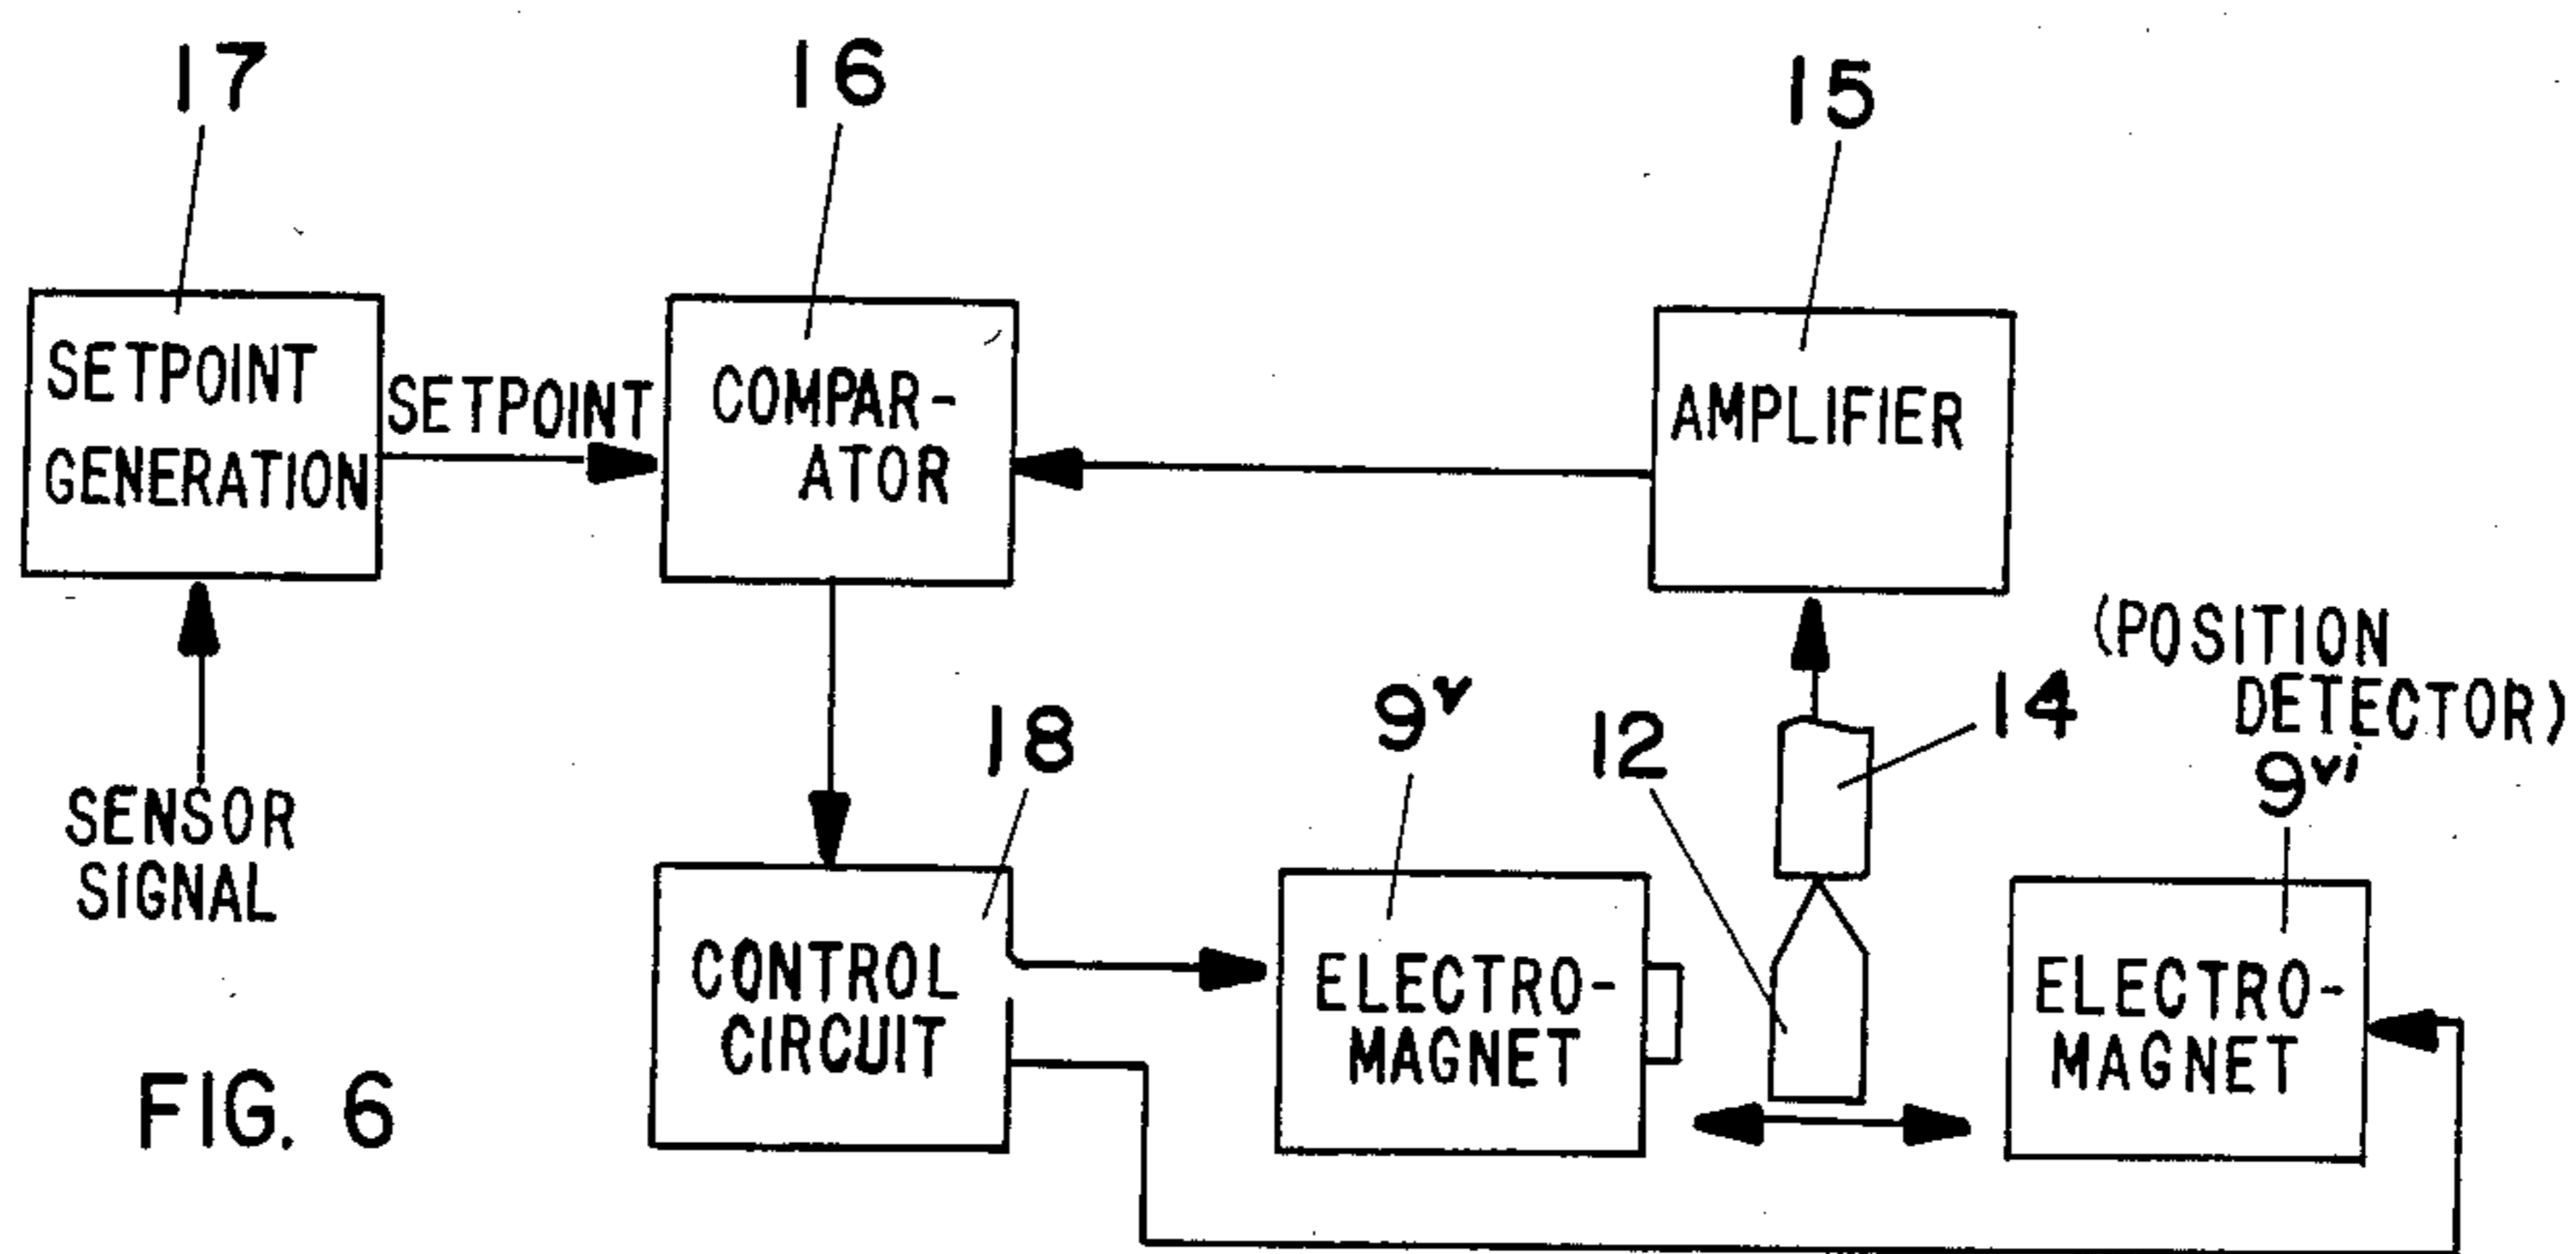 17
16
15
SETPOINT
GENERATION
SETPOINT
COMPAR-
ATOR
AMPLIFIER
(POSITION
DETECTOR)
14
SENSOR
SIGNAL
18
9v
12
9vi
CONTROL
CIRCUIT
ELECTRO-
MAGNET
ELECTRO-
MAGNET
FIG. 6